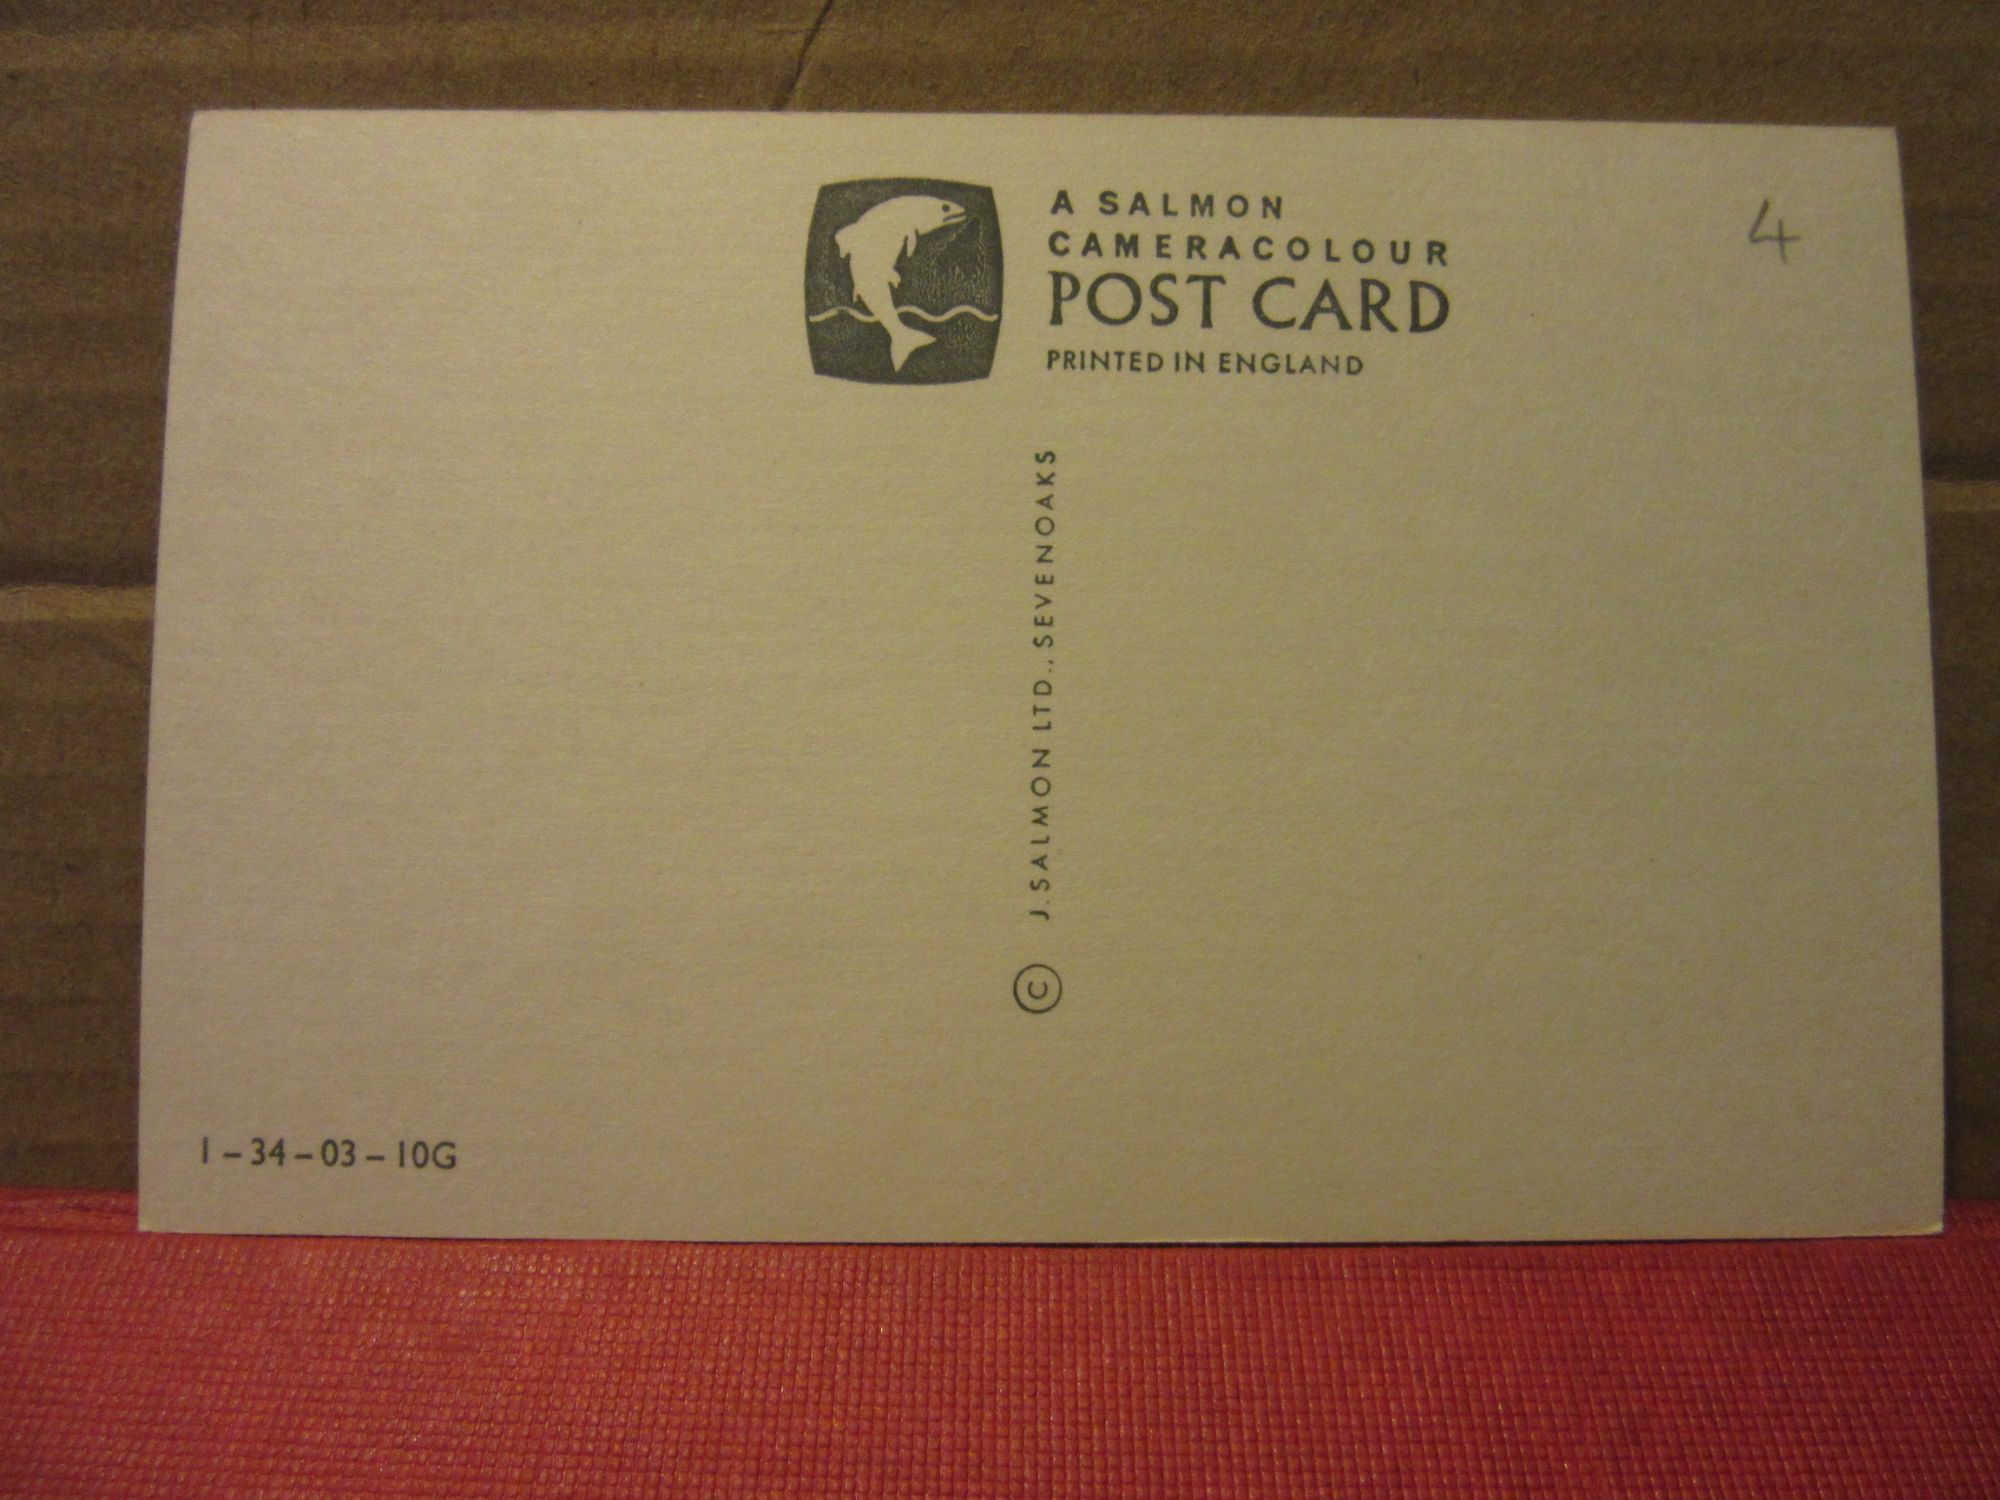 A SALMON
CAMERACOLOUR
POST CARD
PRINTED IN ENGLAND
4
© J. SALMON LTD., SEVENOAKS
1-34-03-10G